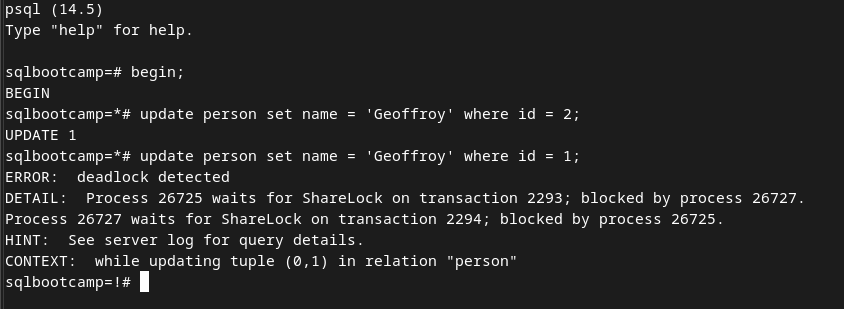 psql (14.5)
Type "help" for help.
sqlbootcamp=# begin;
BEGIN
sqlbootcamp=*# update person set name = 'Geoffroy' where id = 2;
UPDATE 1
sqlbootcamp=*# update person set name = 'Geoffroy' where id = 1;
ERROR:  deadlock detected
DETAIL:  Process 26725 waits for ShareLock on transaction 2293; blocked by process 26727.
Process 26727 waits for ShareLock on transaction 2294; blocked by process 26725.
HINT:  See server log for query details.
CONTEXT:  while updating tuple (0,1) in relation "person"
sqlbootcamp=!#